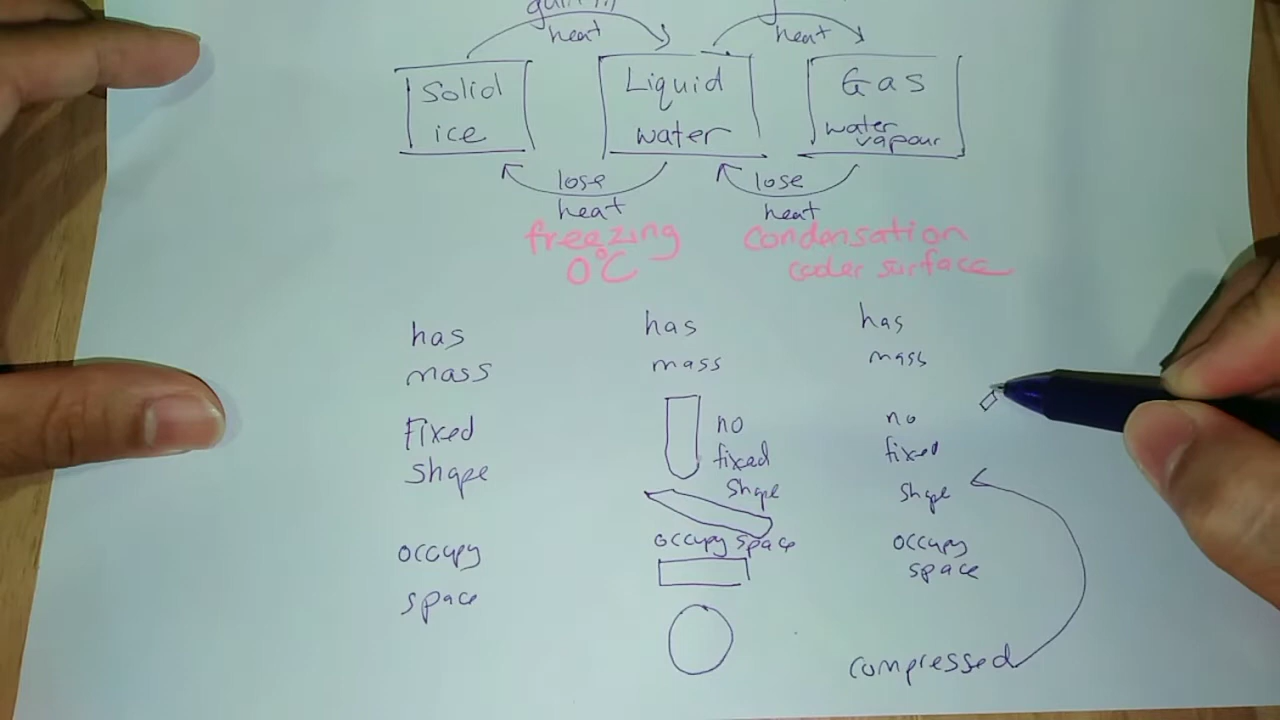 heat
heat
Solid
ice
Liquid
water
Gas
water
vapour
lose
heat
lose
heat
freezing
0°C
Condensation
cooler surface
has
mass
Fixed
shape
occupy
space
has
mass
no
fixed
shape
occupy space
has
mass
no
fixed
shape
occupy
space
compressed